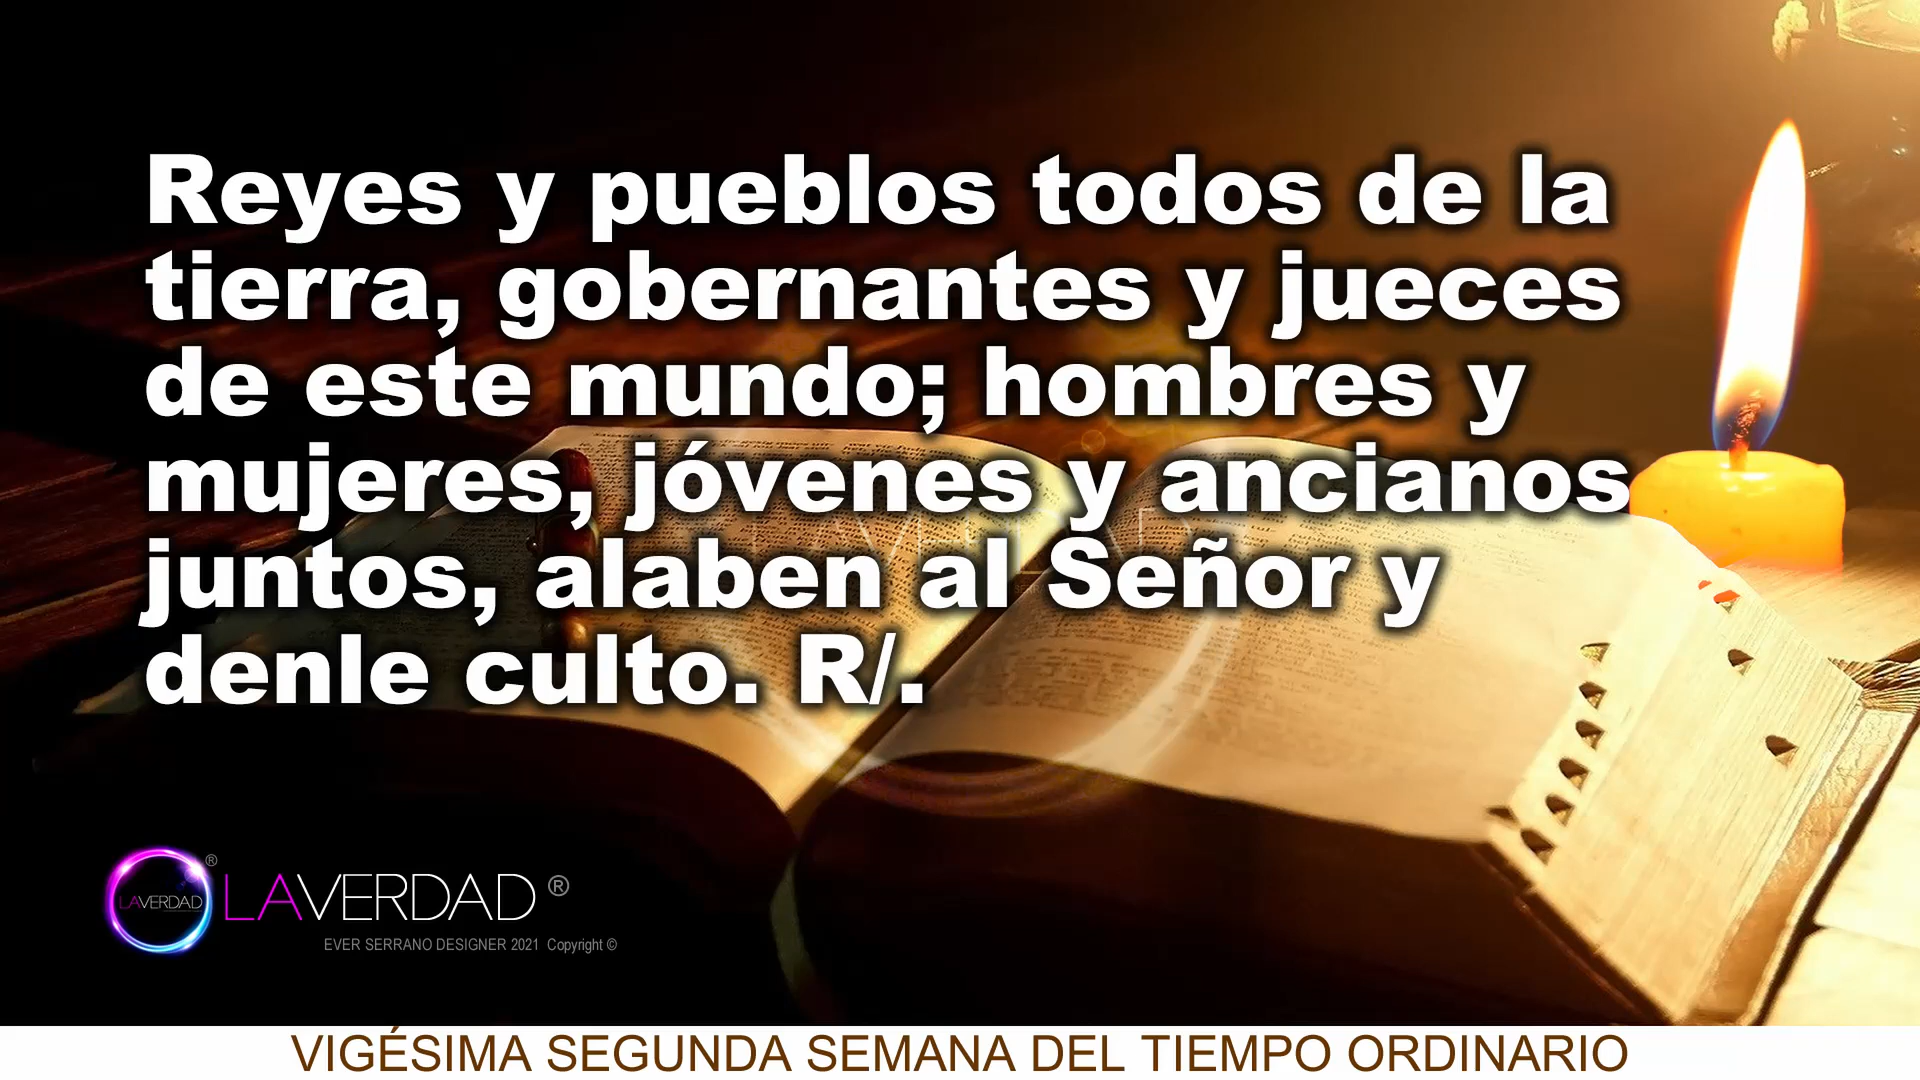 Reyes y pueblos todos de la
tierra, gobernantes y jueces
de este mundo; hombres y
mujeres, jóvenes y ancianos
juntos, alaben al Señor y
denle culto. R/.
LAVERDAD ®
LAVERDAD ®
EVER SERRANO DESIGNER 2021 Copyright ©
VIGÉSIMA SEGUNDA SEMANA DEL TIEMPO ORDINARIO